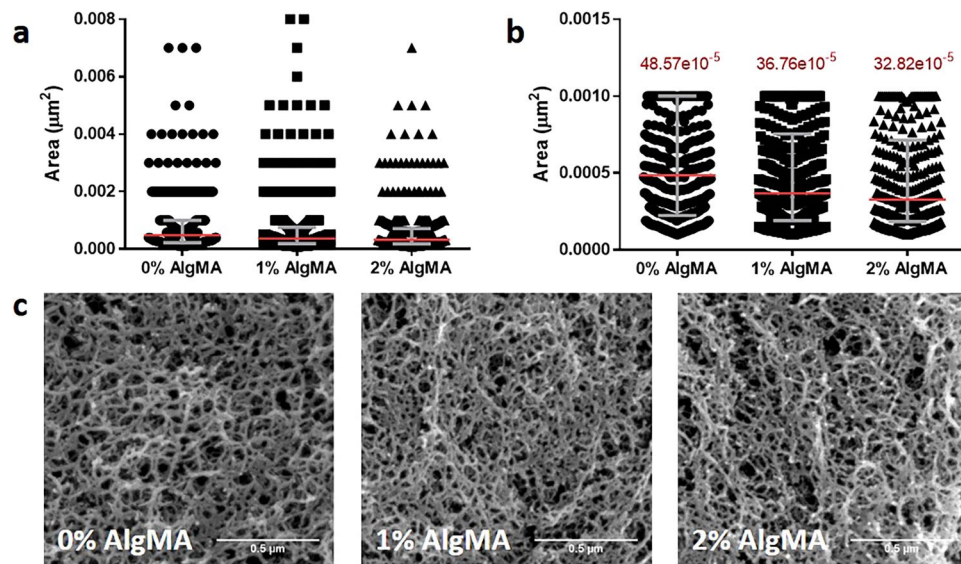 a
Area (μm²)
0.008
0.006
0.004
0.002
0.000
0% AlgMA
1% AlgMA
2% AlgMA
b
Area (μm²)
0.0015
0.0010
0.0005
0.0000
48.57e10⁻⁵
36.76e10⁻⁵
32.82e10⁻⁵
0% AlgMA
1% AlgMA
2% AlgMA
c
0% AlgMA
0.5 μm
1% AlgMA
0.5 μm
2% AlgMA
0.5 μm